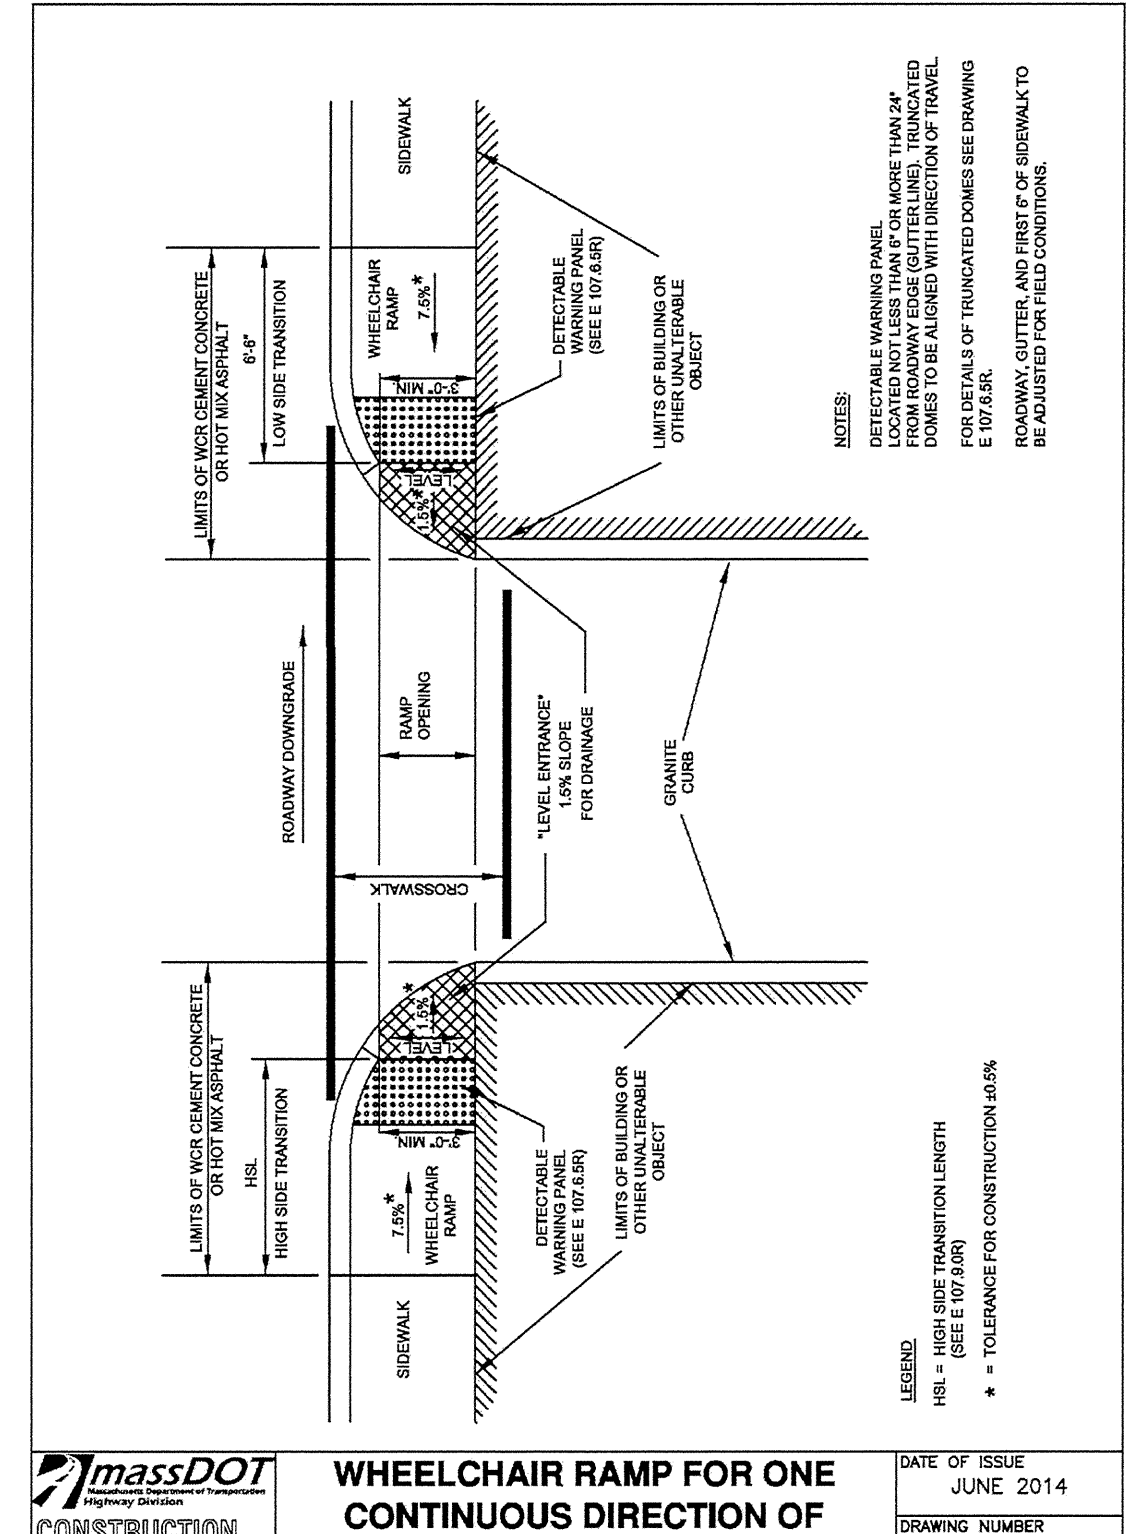 LIMITS OF WCR CEMENT CONCRETE
OR HOT MIX ASPHALT
HSL
HIGH SIDE TRANSITION
ROADWAY DOWNGRADE
LIMITS OF WCR CEMENT CONCRETE
OR HOT MIX ASPHALT
6'-6"
LOW SIDE TRANSITION
SIDEWALK
7.5%*
WHEELCHAIR
RAMP
3'-0" MIN.
LEVEL
1.5%*
CROSSWALK
RAMP
OPENING
1.5%*
LEVEL
3'-0" MIN.
WHEELCHAIR
RAMP
7.5%*
SIDEWALK
DETECTABLE
WARNING PANEL
(SEE E 107.6.5R)
"LEVEL ENTRANCE"
1.5% SLOPE
FOR DRAINAGE
DETECTABLE
WARNING PANEL
(SEE E 107.6.5R)
LIMITS OF BUILDING OR
OTHER UNALTERABLE
OBJECT
GRANITE
CURB
LIMITS OF BUILDING OR
OTHER UNALTERABLE
OBJECT
NOTES:
DETECTABLE WARNING PANEL
LOCATED NOT LESS THAN 6" OR MORE THAN 24"
FROM ROADWAY EDGE (GUTTER LINE). TRUNCATED
DOMES TO BE ALIGNED WITH DIRECTION OF TRAVEL.
FOR DETAILS OF TRUNCATED DOMES SEE DRAWING
E 107.6.5R.
ROADWAY, GUTTER, AND FIRST 6" OF SIDEWALK TO
BE ADJUSTED FOR FIELD CONDITIONS.
LEGEND
HSL = HIGH SIDE TRANSITION LENGTH
(SEE E 107.9.0R)
* = TOLERANCE FOR CONSTRUCTION ±0.5%
massDOT
Massachusetts Department of Transportation
Highway Division
CONSTRUCTION
WHEELCHAIR RAMP FOR ONE
CONTINUOUS DIRECTION OF
DATE OF ISSUE
JUNE 2014
DRAWING NUMBER